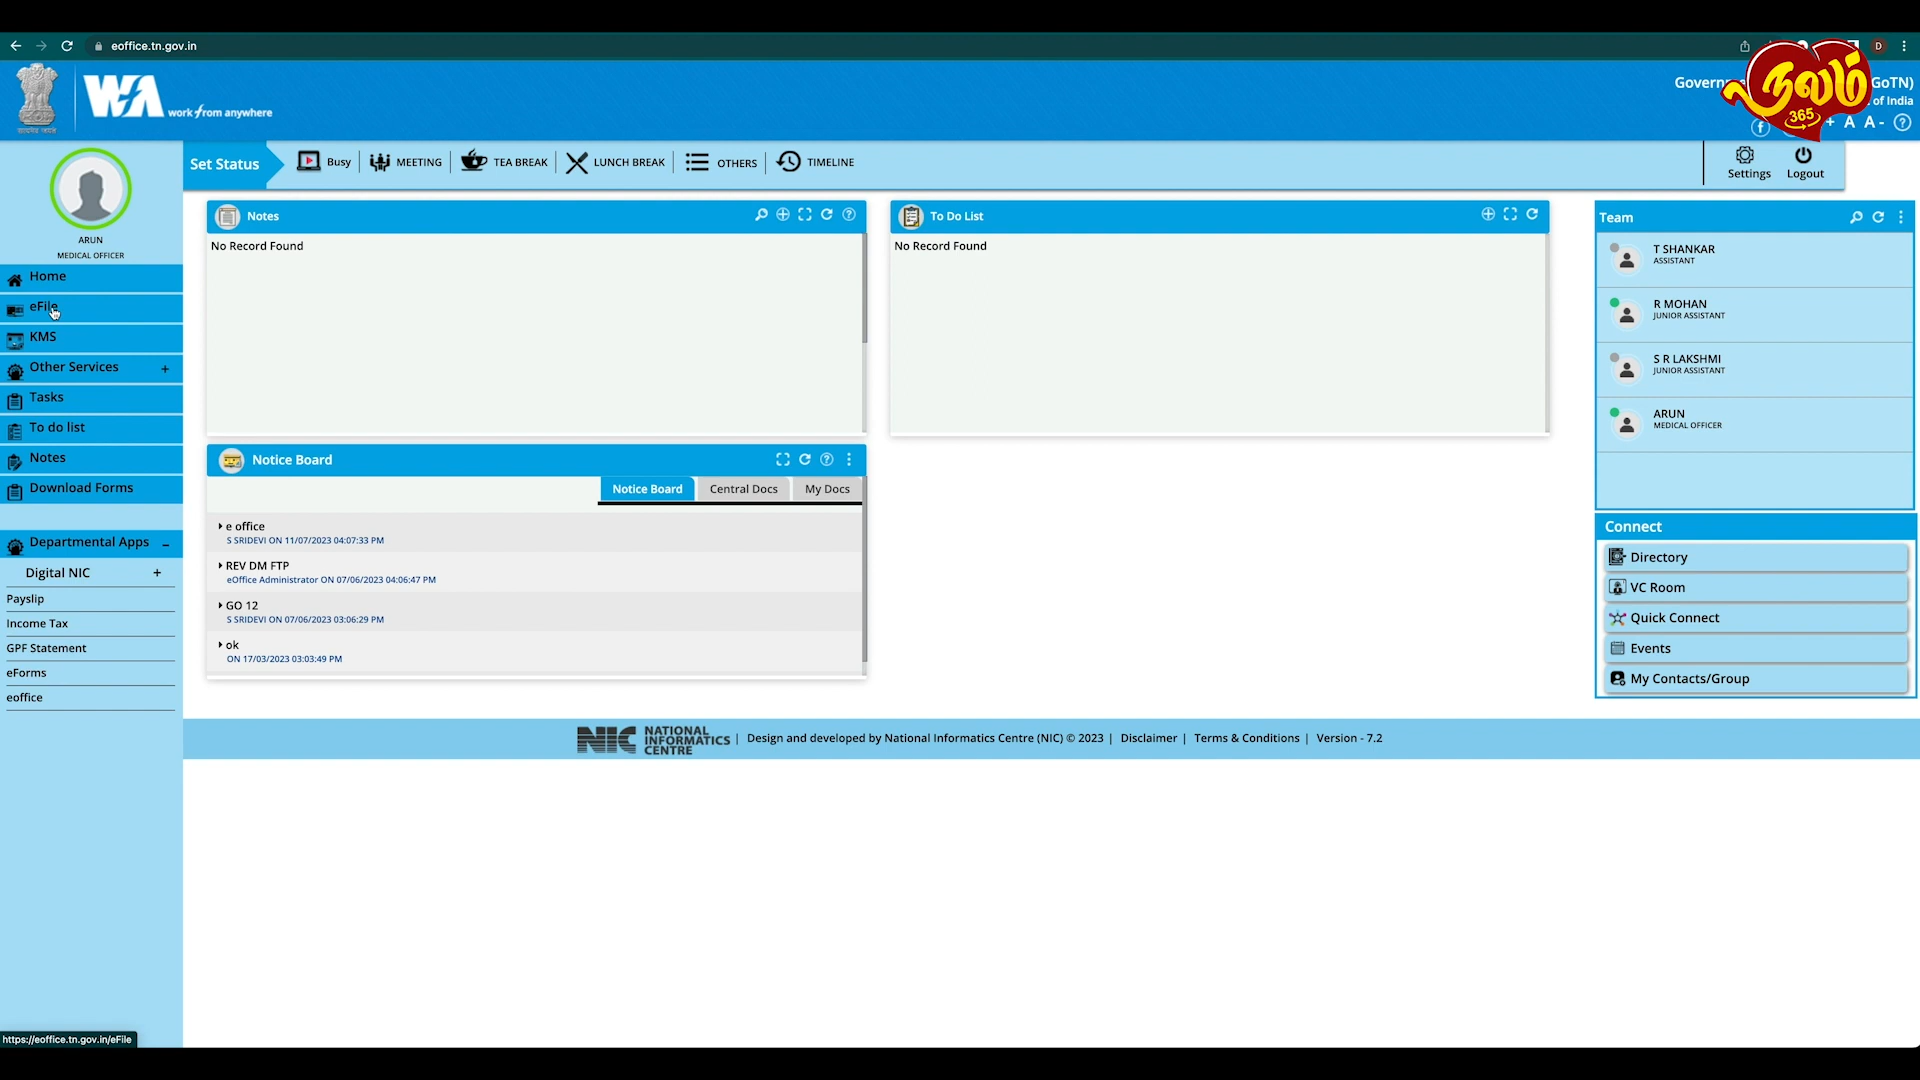 eoffice.tn.gov.in
D
WA work from anywhere
Govern
GoTN)
of India
நலம்
365
+ A A -
Set Status
Busy
MEETING
TEA BREAK
LUNCH BREAK
OTHERS
TIMELINE
Settings
Logout
ARUN
MEDICAL OFFICER
Home
eFile
KMS
Other Services +
Tasks
To do list
Notes
Download Forms
Departmental Apps -
Digital NIC +
Payslip
Income Tax
GPF Statement
eForms
eoffice
Notes
No Record Found
To Do List
No Record Found
Notice Board
Notice Board
Central Docs
My Docs
e office
S SRIDEVI ON 11/07/2023 04:07:33 PM
REV DM FTP
eOffice Administrator ON 07/06/2023 04:06:47 PM
GO 12
S SRIDEVI ON 07/06/2023 03:06:29 PM
ok
ON 17/03/2023 03:03:49 PM
Team
T SHANKAR
ASSISTANT
R MOHAN
JUNIOR ASSISTANT
S R LAKSHMI
JUNIOR ASSISTANT
ARUN
MEDICAL OFFICER
Connect
Directory
VC Room
Quick Connect
Events
My Contacts/Group
NIC NATIONAL
INFORMATICS
CENTRE
| Design and developed by National Informatics Centre (NIC) © 2023 | Disclaimer | Terms & Conditions | Version - 7.2
https://eoffice.tn.gov.in/eFile